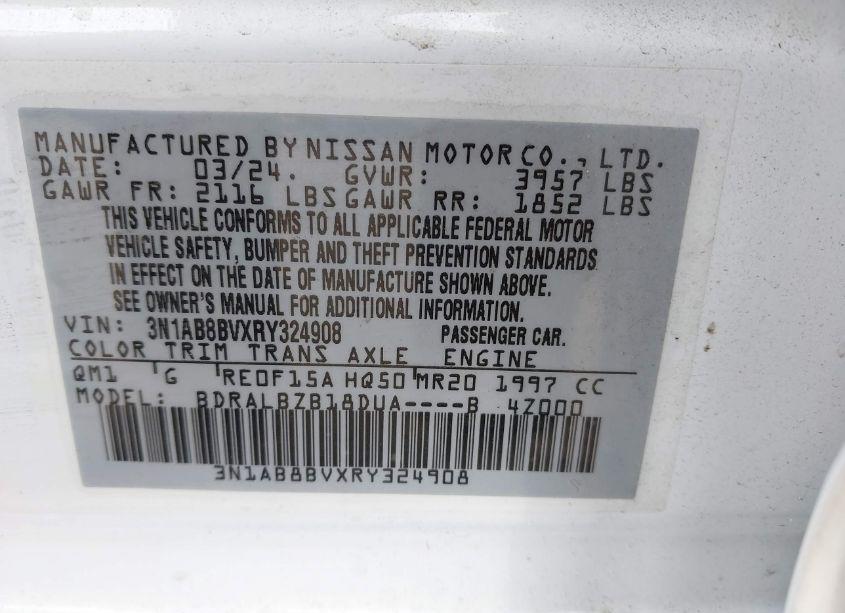 MANUFACTURED BY NISSAN MOTOR CO., LTD.
DATE: 03/24. GVWR: 3957 LBS
GAWR FR: 2116 LBS GAWR RR: 1852 LBS
THIS VEHICLE CONFORMS TO ALL APPLICABLE FEDERAL MOTOR
VEHICLE SAFETY, BUMPER AND THEFT PREVENTION STANDARDS
IN EFFECT ON THE DATE OF MANUFACTURE SHOWN ABOVE.
SEE OWNER'S MANUAL FOR ADDITIONAL INFORMATION.
VIN: 3N1AB8BVXRY324908 PASSENGER CAR.
COLOR TRIM TRANS AXLE ENGINE
QM1 G RE0F15A HQ50 MR20 1997 CC
MODEL: BDRALBZB18DUA----B 4Z000
3N1AB8BVXRY324908